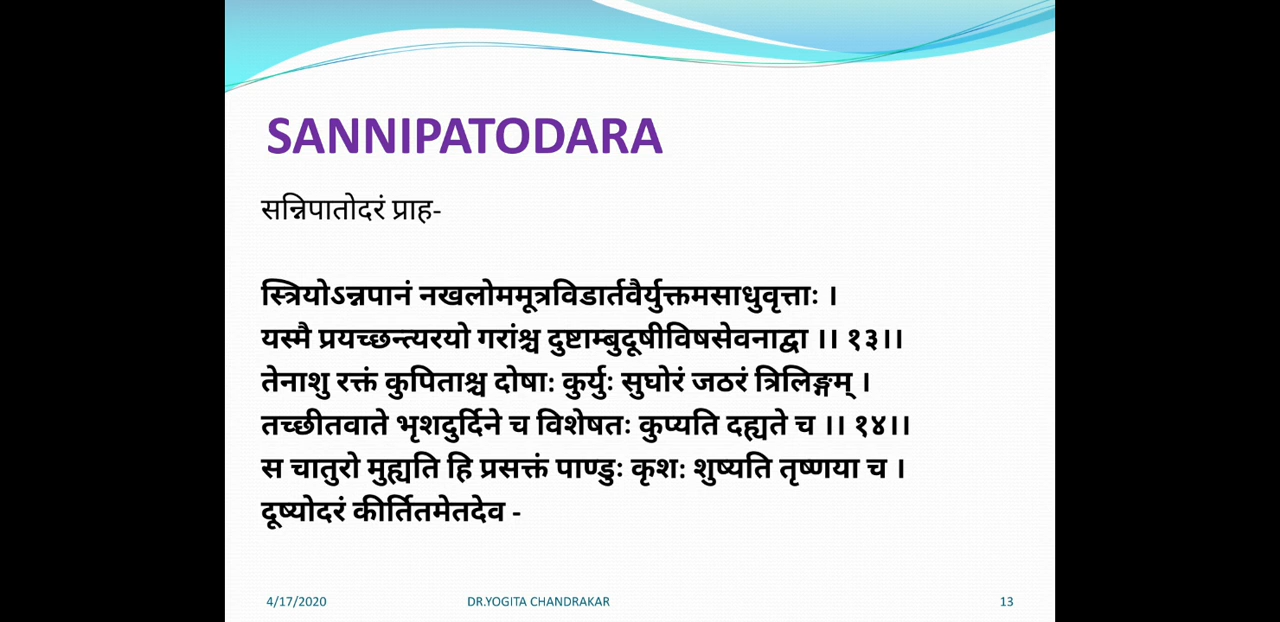 SANNIPATODARA
सन्निपातोदरं प्राह-
स्त्रियोऽन्नपानं नखलोममूत्रविडार्तवैर्युक्तमसाधुवृत्ताः ।
यस्मै प्रयच्छन्त्यरयो गरांश्च दुष्टाम्बुदूषीविषसेवनाद्वा ।। १३।।
तेनाशु रक्तं कुपिताश्च दोषाः कुर्युः सुघोरं जठरं त्रिलिङ्गम् ।
तच्छीतवाते भृशदुर्दिने च विशेषतः कुप्यति दह्यते च ।। १४।।
स चातुरो मुह्यति हि प्रसक्तं पाण्डुः कृशः शुष्यति तृष्णया च ।
दूष्योदरं कीर्तितमेतदेव -
4/17/2020 DR.YOGITA CHANDRAKAR 13